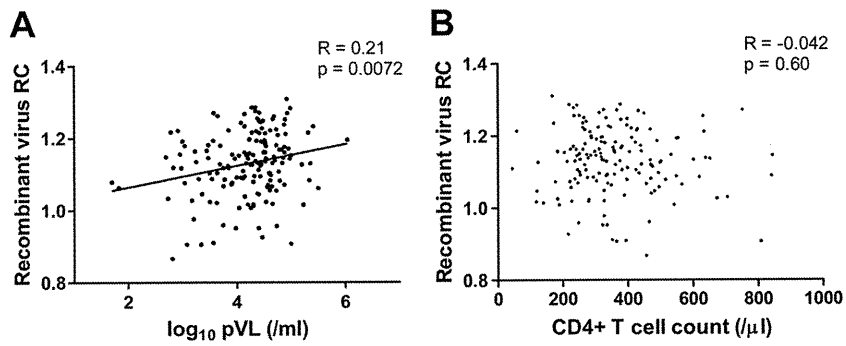 A
R = 0.21
p = 0.0072
Recombinant virus RC
1.4
1.2
1.0
0.8
2
4
6
log10 pVL (/ml)
B
R = -0.042
p = 0.60
Recombinant virus RC
1.4
1.2
1.0
0.8
0
200
400
600
800
1000
CD4+ T cell count (/μl)